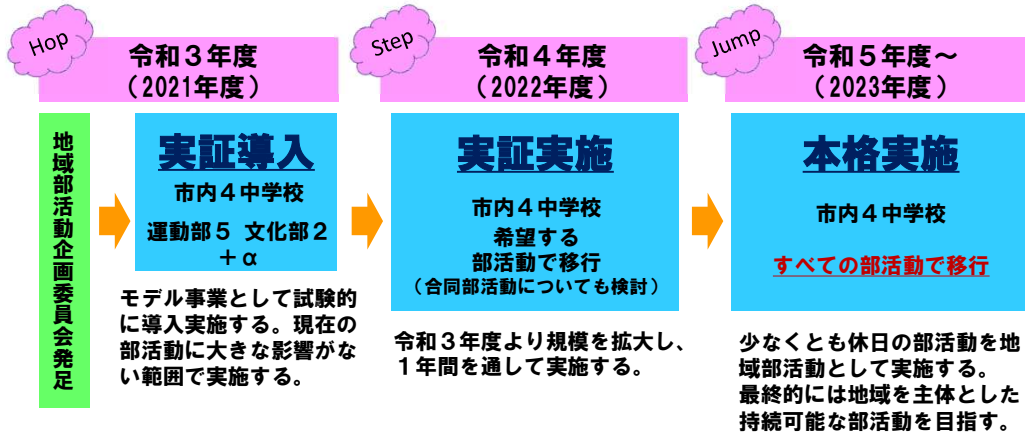 Hop
令和３年度
（2021年度）
Step
令和４年度
（2022年度）
Jump
令和５年度～
（2023年度）
地域部活動企画委員会発足
実証導入
市内４中学校
運動部５ 文化部２
＋α
モデル事業として試験的
に導入実施する。現在の
部活動に大きな影響がな
い範囲で実施する。
実証実施
市内４中学校
希望する
部活動で移行
（合同部活動についても検討）
令和３年度より規模を拡大し、
１年間を通して実施する。
本格実施
市内４中学校
すべての部活動で移行
少なくとも休日の部活動を地
域部活動として実施する。
最終的には地域を主体とした
持続可能な部活動を目指す。